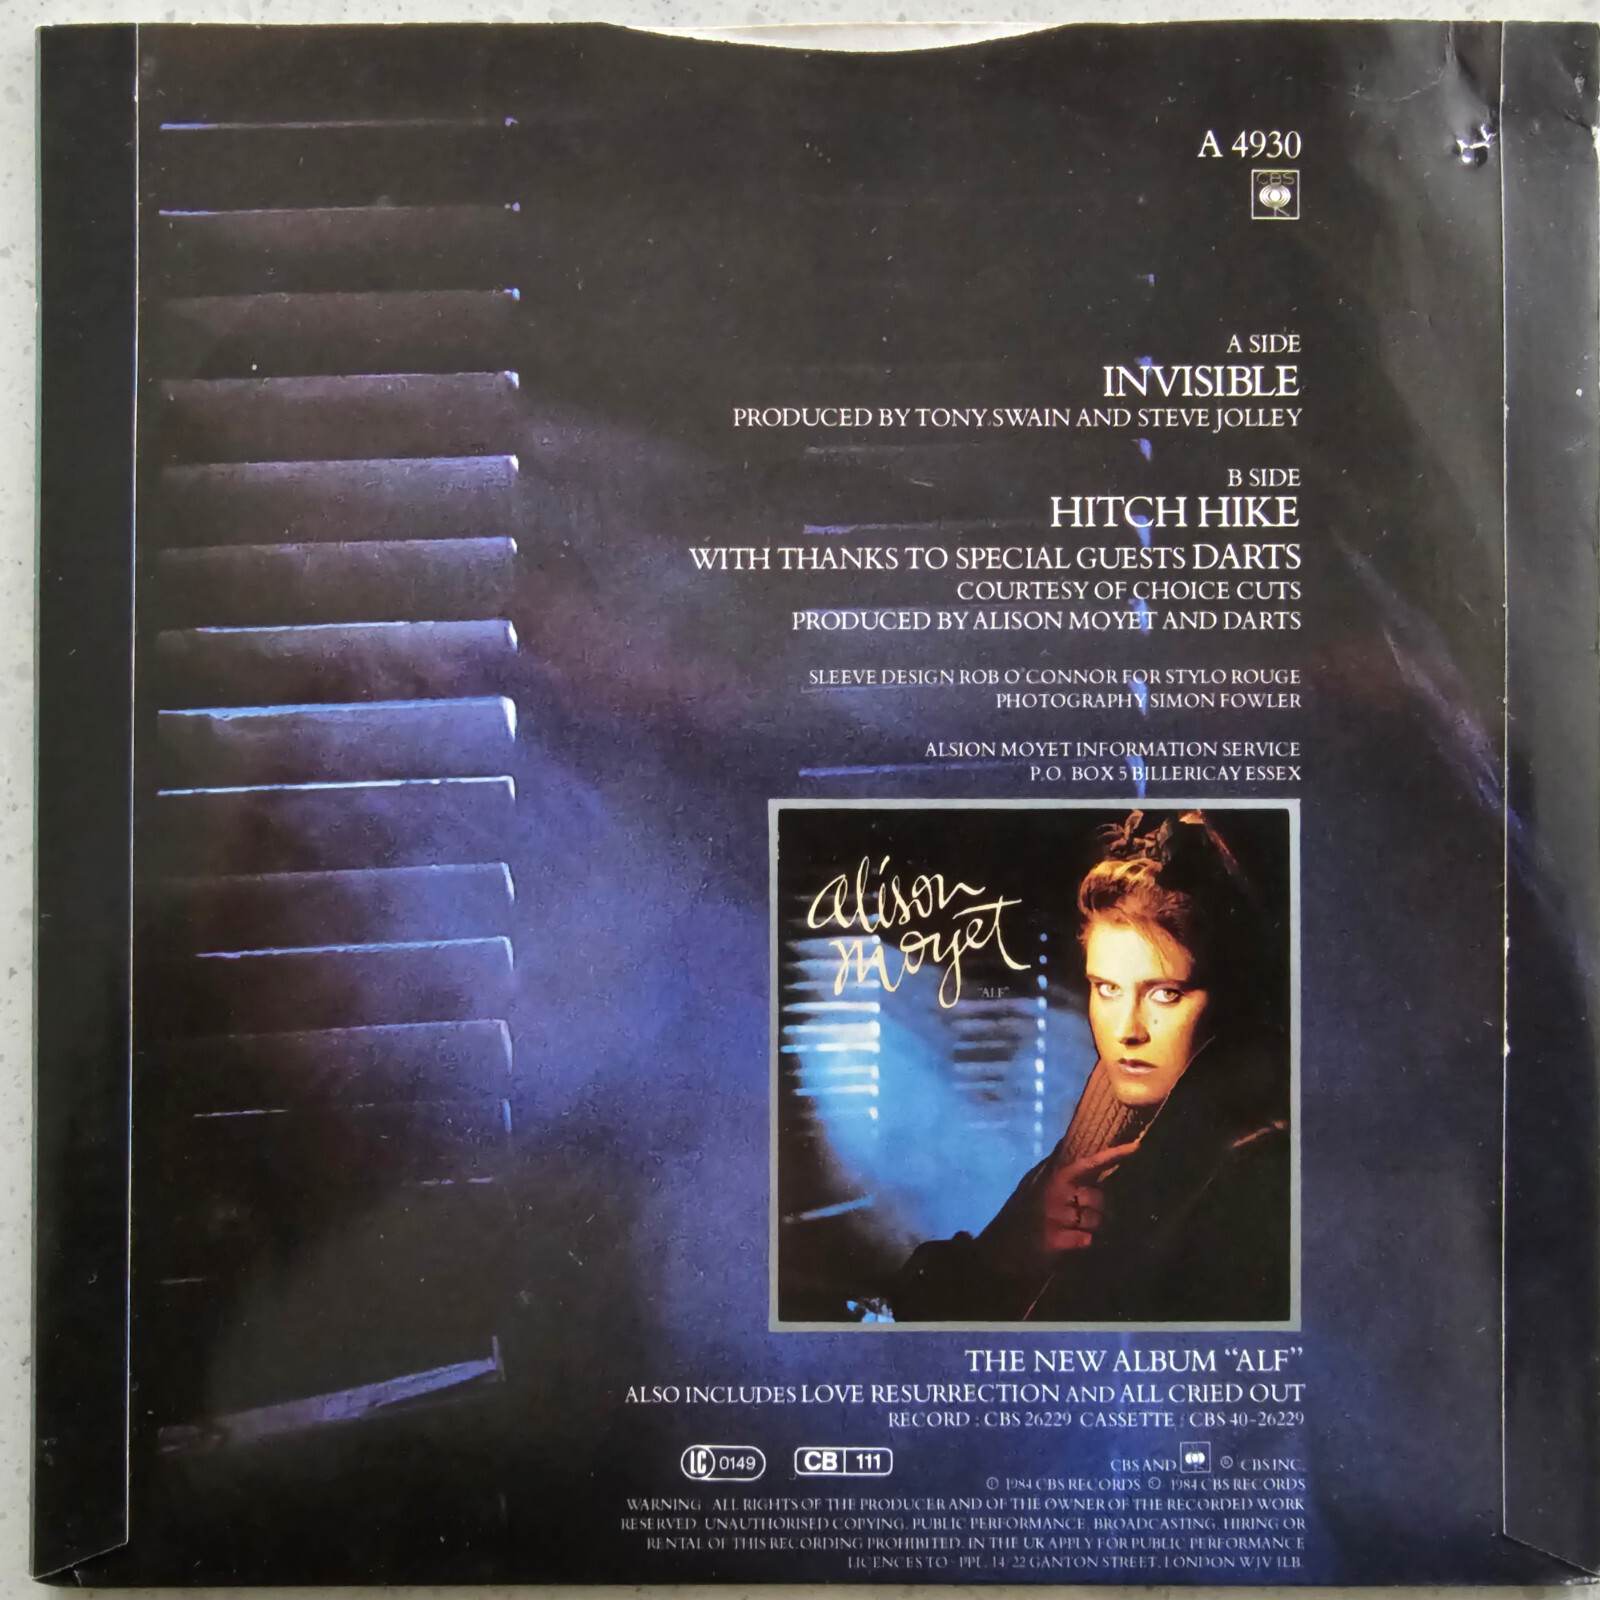 A 4930
CBS
A SIDE
INVISIBLE
PRODUCED BY TONY SWAIN AND STEVE JOLLEY
B SIDE
HITCH HIKE
WITH THANKS TO SPECIAL GUESTS DARTS
COURTESY OF CHOICE CUTS
PRODUCED BY ALISON MOYET AND DARTS
SLEEVE DESIGN ROB O'CONNOR FOR STYLO ROUGE
PHOTOGRAPHY SIMON FOWLER
ALSION MOYET INFORMATION SERVICE
P.O. BOX 5 BILLERICAY ESSEX
alison
moyet
"ALF"
THE NEW ALBUM “ALF”
ALSO INCLUDES LOVE RESURRECTION AND ALL CRIED OUT
RECORD : CBS 26229 CASSETTE : CBS 40-26229
LC 0149 CB 111
CBS AND ® CBS INC.
℗ 1984 CBS RECORDS © 1984 CBS RECORDS
WARNING : ALL RIGHTS OF THE PRODUCER AND OF THE OWNER OF THE RECORDED WORK
RESERVED. UNAUTHORISED COPYING, PUBLIC PERFORMANCE, BROADCASTING, HIRING OR
RENTAL OF THIS RECORDING PROHIBITED. IN THE UK APPLY FOR PUBLIC PERFORMANCE
LICENCES TO - PPL, 14/22 GANTON STREET, LONDON W1V 1LB.